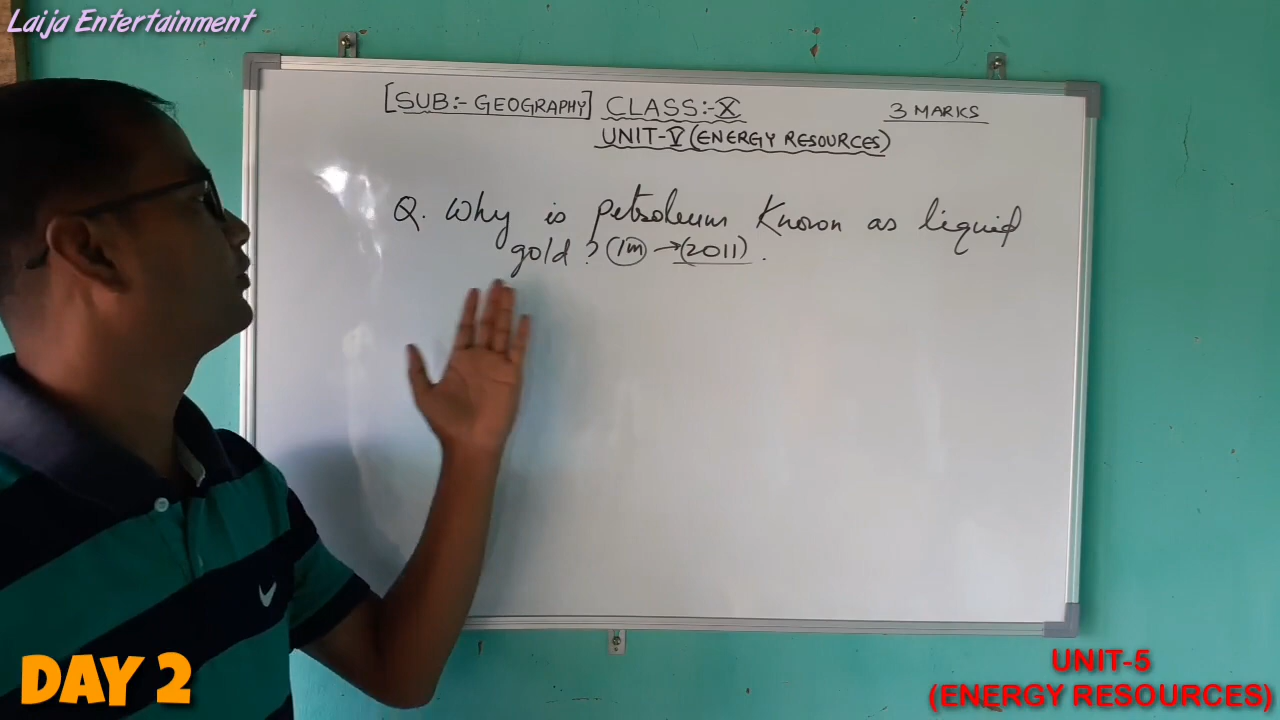 Laija Entertainment
[SUB:- GEOGRAPHY] CLASS:-X
3 MARKS
UNIT-V (ENERGY RESOURCES)
Q. Why is petroleum Known as liquid
gold? (1m) → (2011).
DAY 2
UNIT-5
(ENERGY RESOURCES)